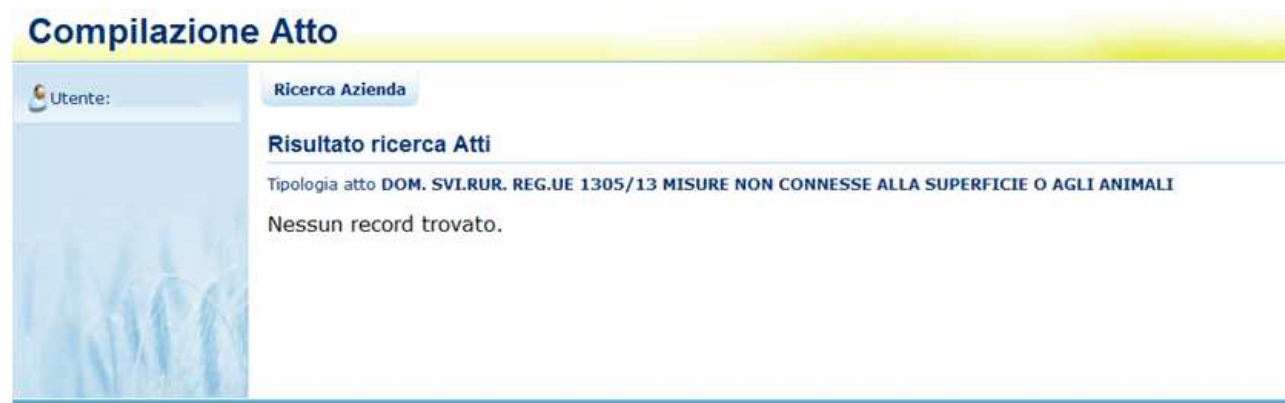 Compilazione Atto
Utente:
Ricerca Azienda
Risultato ricerca Atti
Tipologia atto DOM. SVI.RUR. REG.UE 1305/13 MISURE NON CONNESSE ALLA SUPERFICIE O AGLI ANIMALI
Nessun record trovato.